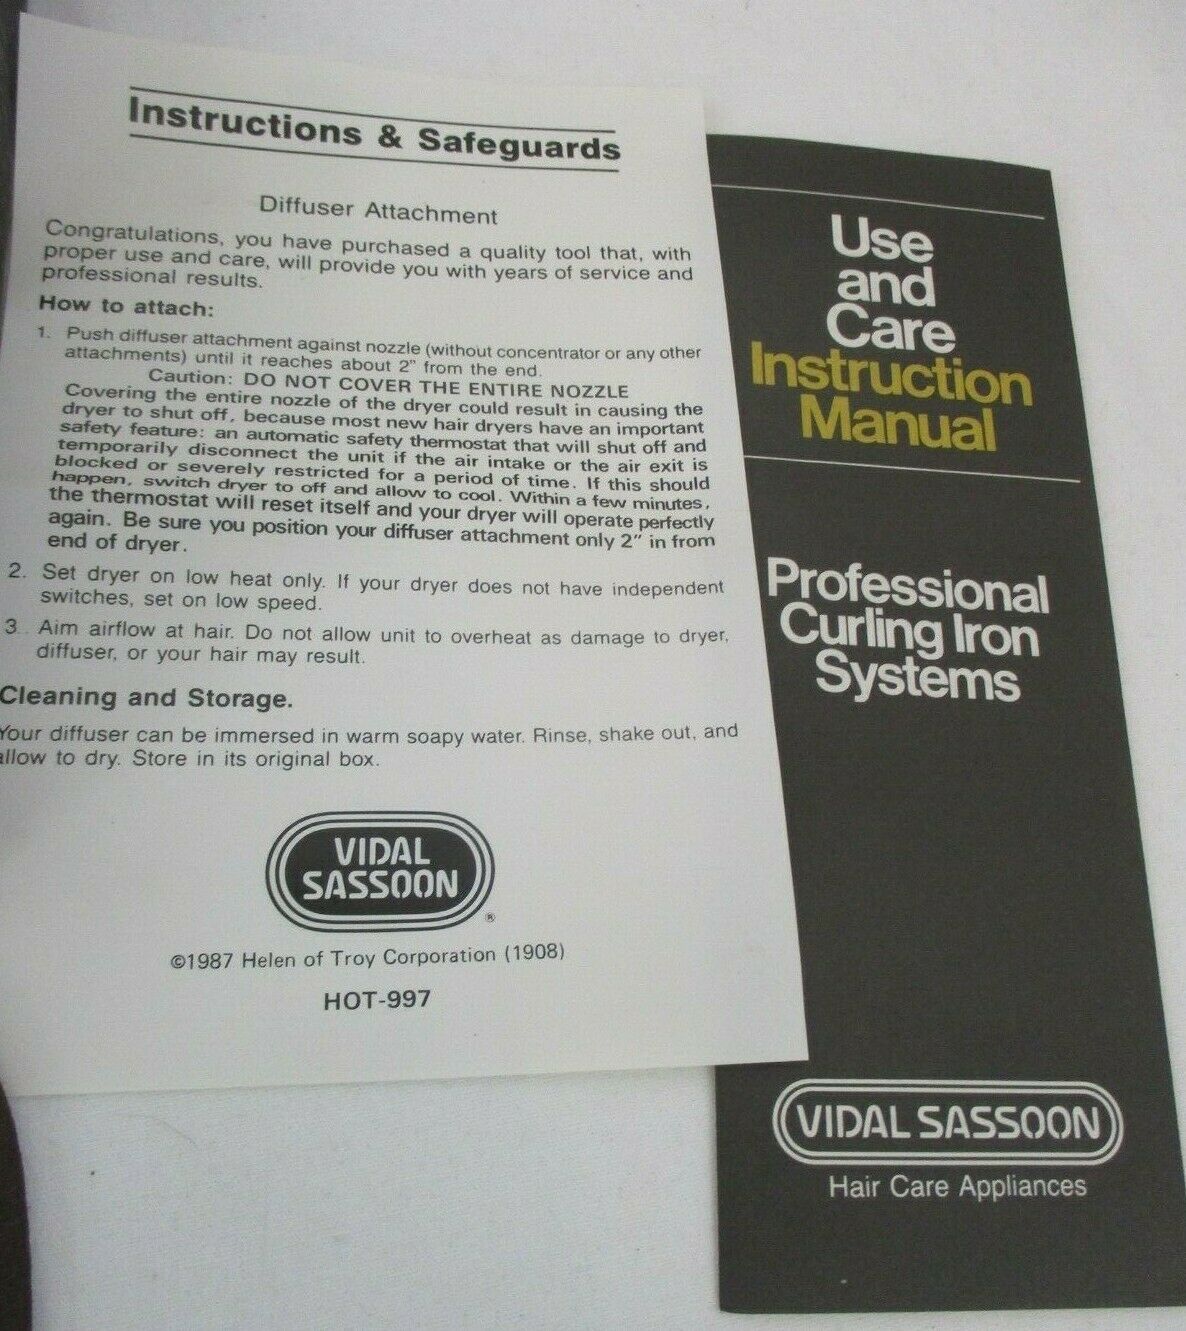 Instructions & Safeguards
Diffuser Attachment
Congratulations, you have purchased a quality tool that, with
proper use and care, will provide you with years of service and
professional results.
How to attach:
1. Push diffuser attachment against nozzle (without concentrator or any other
attachments) until it reaches about 2" from the end.
Caution: DO NOT COVER THE ENTIRE NOZZLE
Covering the entire nozzle of the dryer could result in causing the
dryer to shut off, because most new hair dryers have an important
safety feature: an automatic safety thermostat that will shut off and
temporarily disconnect the unit if the air intake or the air exit is
blocked or severely restricted for a period of time. If this should
happen, switch dryer to off and allow to cool. Within a few minutes,
the thermostat will reset itself and your dryer will operate perfectly
again. Be sure you position your diffuser attachment only 2" in from
end of dryer.
2. Set dryer on low heat only. If your dryer does not have independent
switches, set on low speed.
3. Aim airflow at hair. Do not allow unit to overheat as damage to dryer,
diffuser, or your hair may result.
Cleaning and Storage.
Your diffuser can be immersed in warm soapy water. Rinse, shake out, and
allow to dry. Store in its original box.
VIDAL
SASSOON
®
©1987 Helen of Troy Corporation (1908)
HOT-997
Use
and
Care
Instruction
Manual
Professional
Curling Iron
Systems
VIDAL SASSOON
Hair Care Appliances